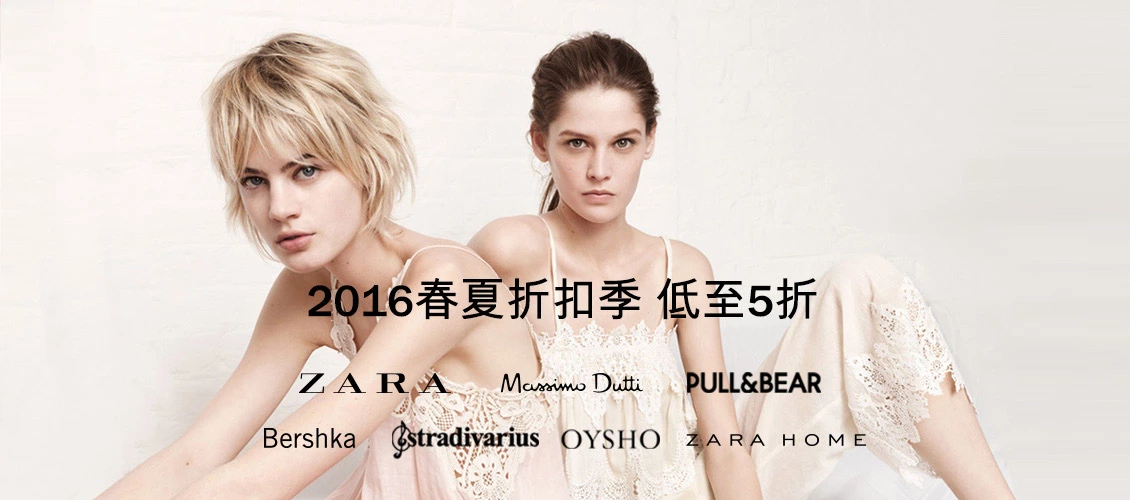 2016春夏折扣季 低至5折
ZARA Massimo Dutti PULL&BEAR
Bershka stradivarius OYSHO ZARA HOME